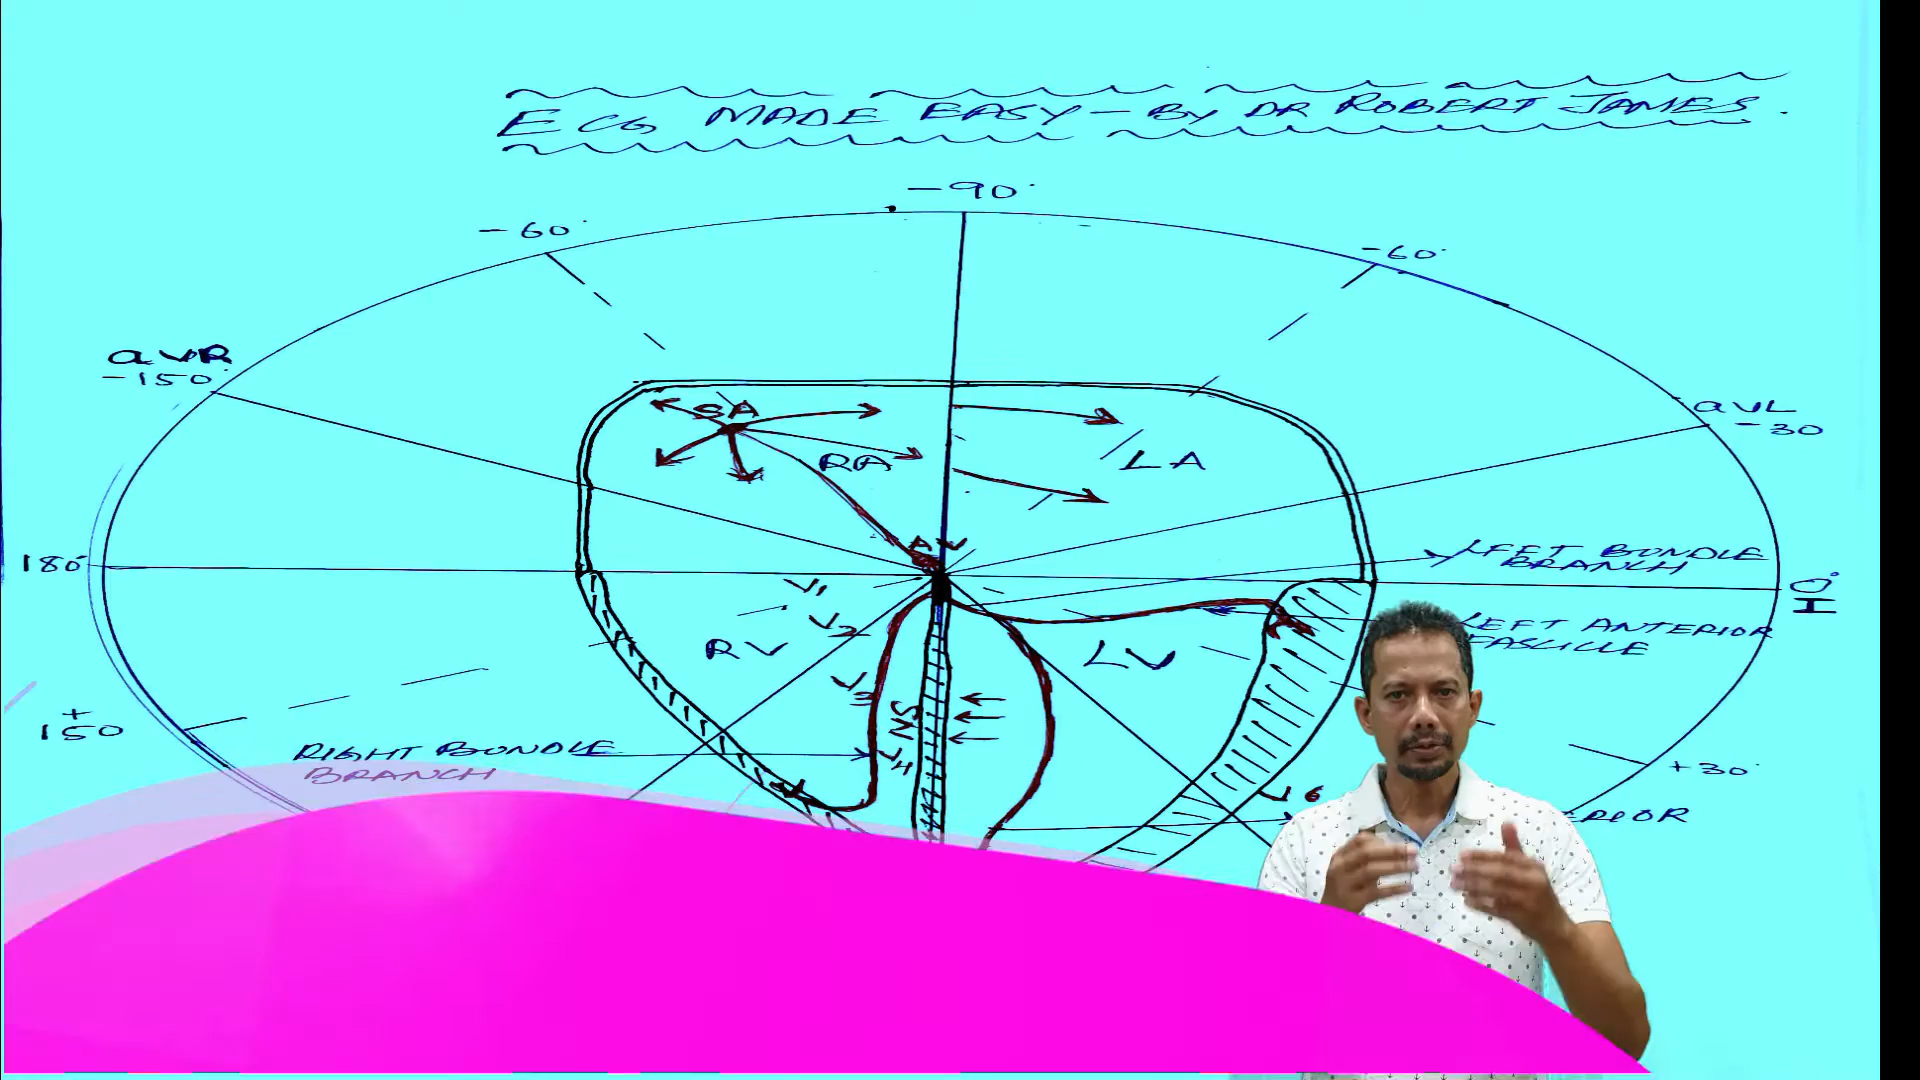 ECG MADE EASY - BY DR ROBERT JAMES.
-90°
-60°
-60°
aVR
-150°
aVL
-30
SA
RA
LA
AV
180°
0°
I
LEFT BUNDLE
BRANCH
V1
V2
RV
LV
LEFT ANTERIOR
FASCICLE
V3
+
150
NS
RIGHT BUNDLE
BRANCH
V4
+30°
V6
ERIOR